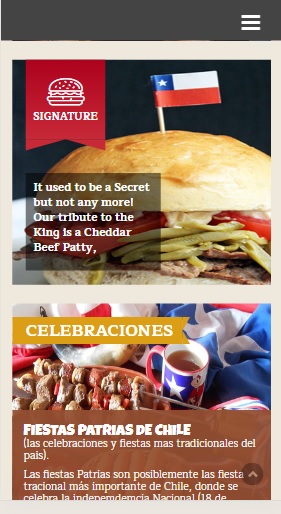 SIGNATURE
It used to be a Secret
but not any more!
Our tribute to the
King is a Cheddar
Beef Patty,
CELEBRACIONES
FIESTAS PATRIAS DE CHILE
(las celebraciones y fiestas mas tradicionales del
pais).
Las fiestas Patrias son posiblemente las fiesta
tracional más importante de Chile, donde se
celebra la indepemdemcia Nacional (18 de